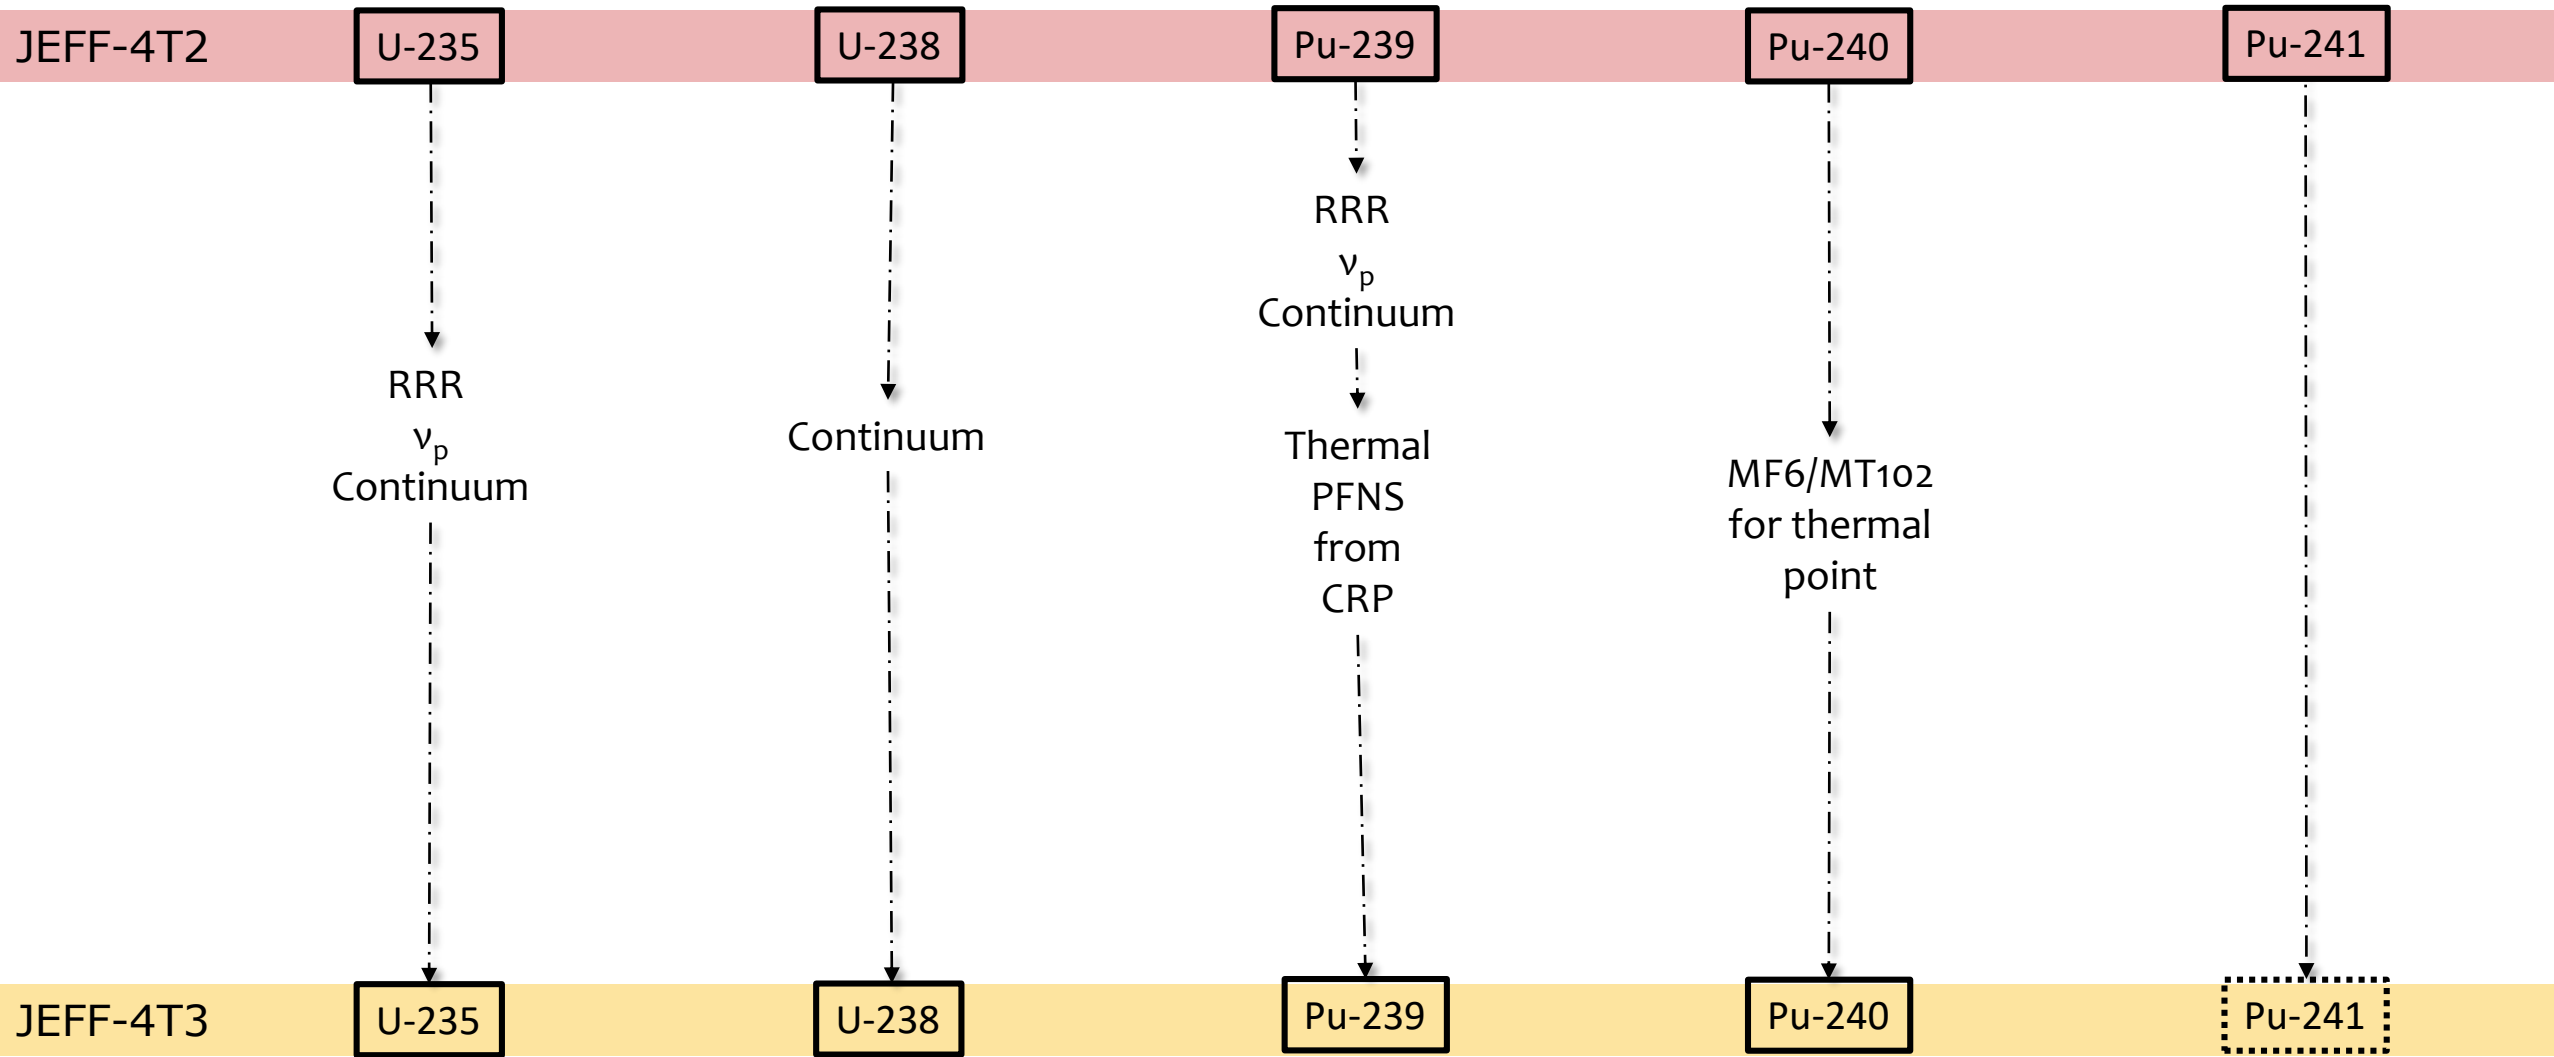 JEFF-4T2
U-235
U-238
Pu-239
Pu-240
Pu-241
RRR
νp
Continuum
Continuum
RRR
νp
Continuum
Thermal
PFNS
from
CRP
MF6/MT102
for thermal
point
JEFF-4T3
U-235
U-238
Pu-239
Pu-240
Pu-241